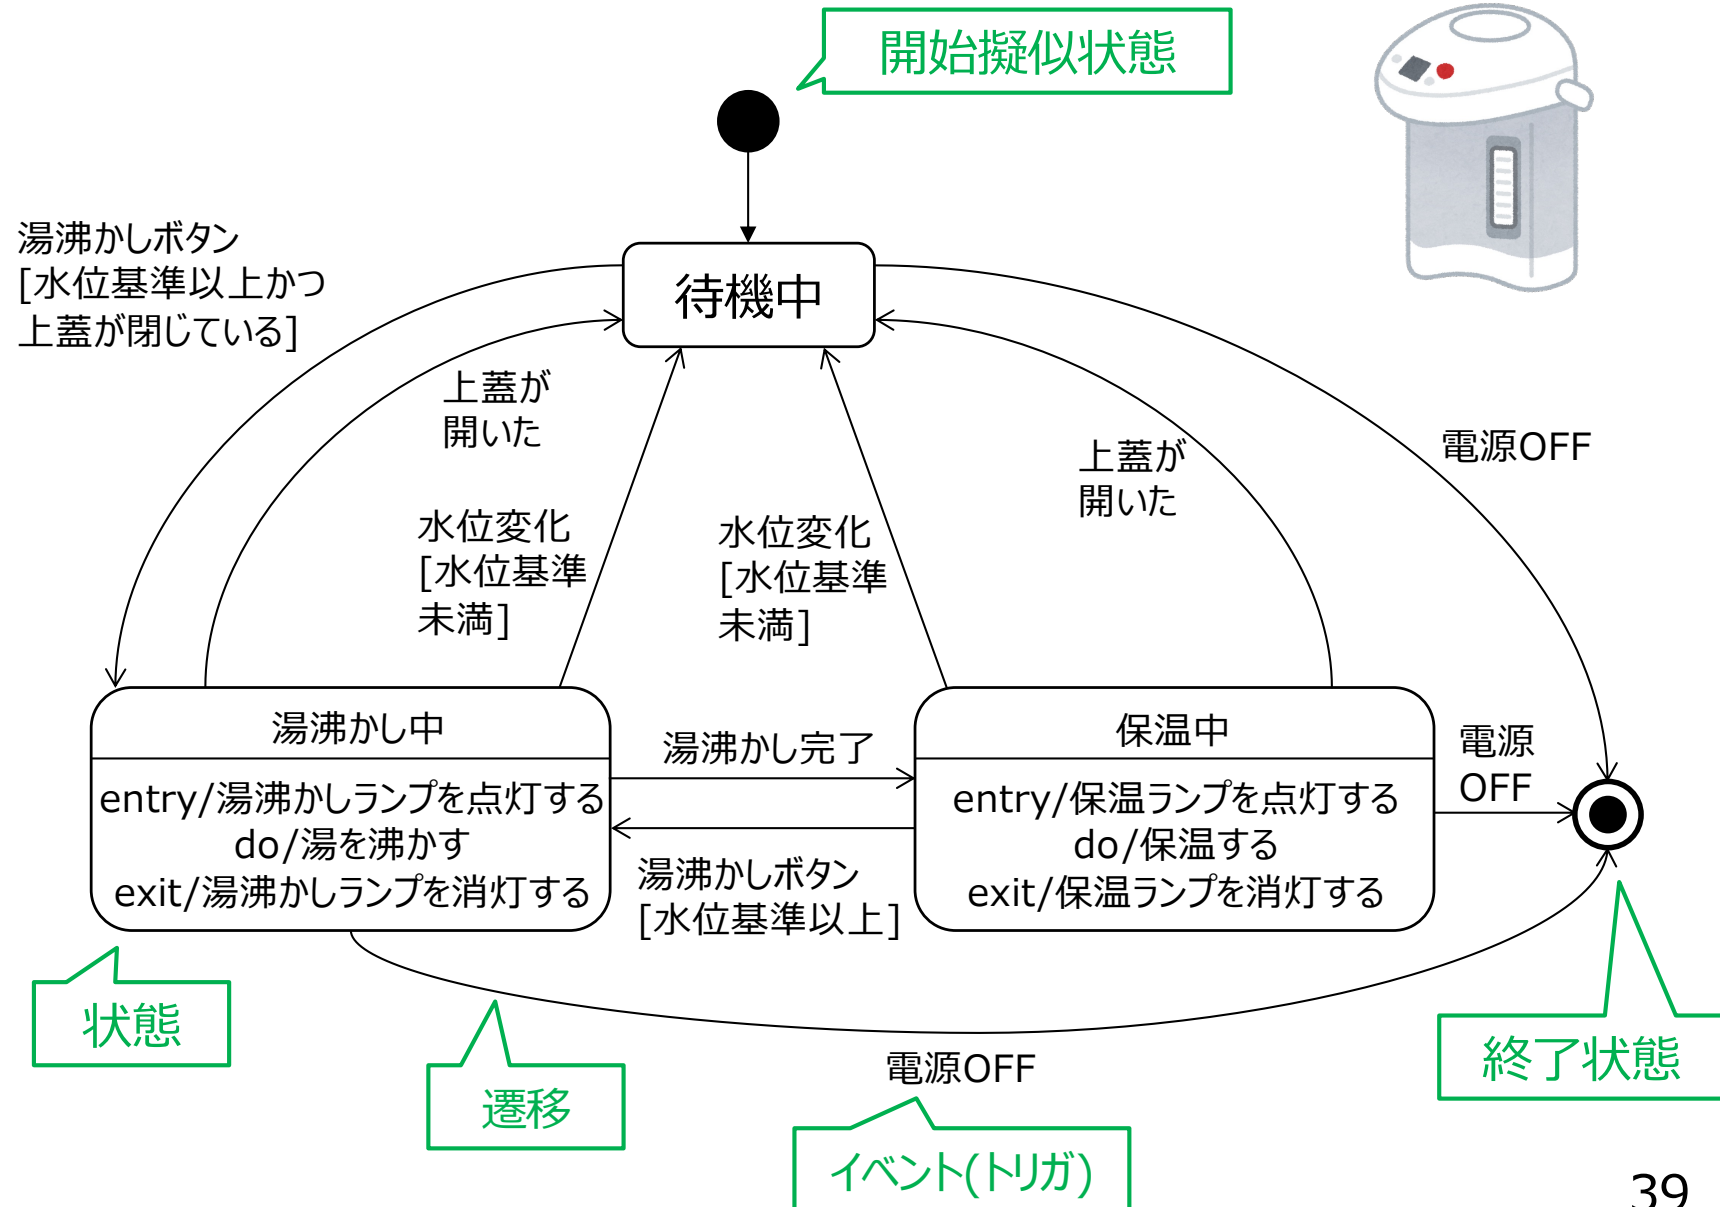 開始擬似状態
湯沸かしボタン
[水位基準以上かつ
上蓋が閉じている]
待機中
上蓋が
開いた
電源OFF
上蓋が
開いた
水位変化
[水位基準
未満]
水位変化
[水位基準
未満]
湯沸かし中
entry/湯沸かしランプを点灯する
do/湯を沸かす
exit/湯沸かしランプを消灯する
湯沸かし完了
湯沸かしボタン
[水位基準以上]
保温中
entry/保温ランプを点灯する
do/保温する
exit/保温ランプを消灯する
電源
OFF
状態
遷移
電源OFF
イベント(トリガ)
終了状態
39